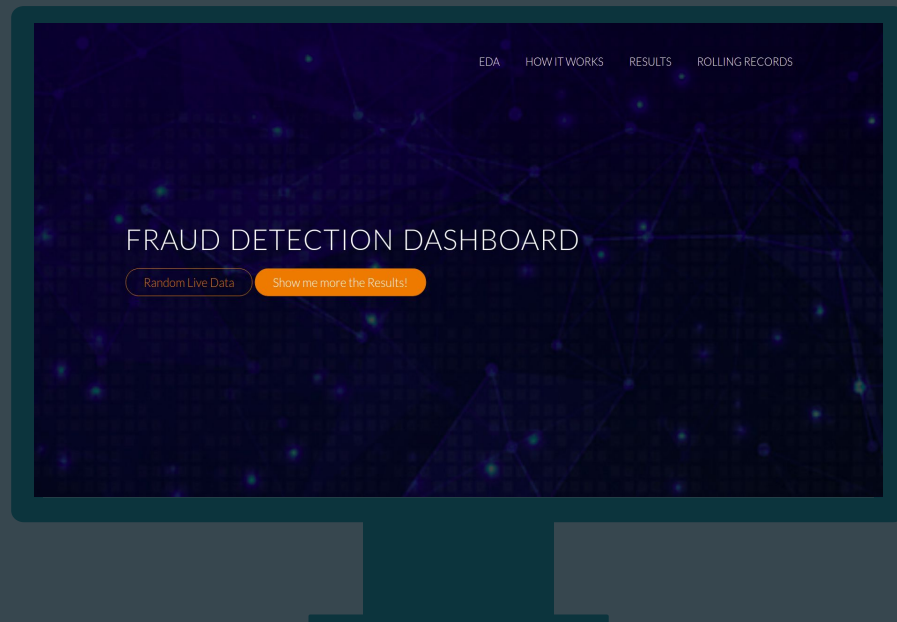 EDA HOW IT WORKS RESULTS ROLLING RECORDS
FRAUD DETECTION DASHBOARD
Random Live Data Show me more the Results!